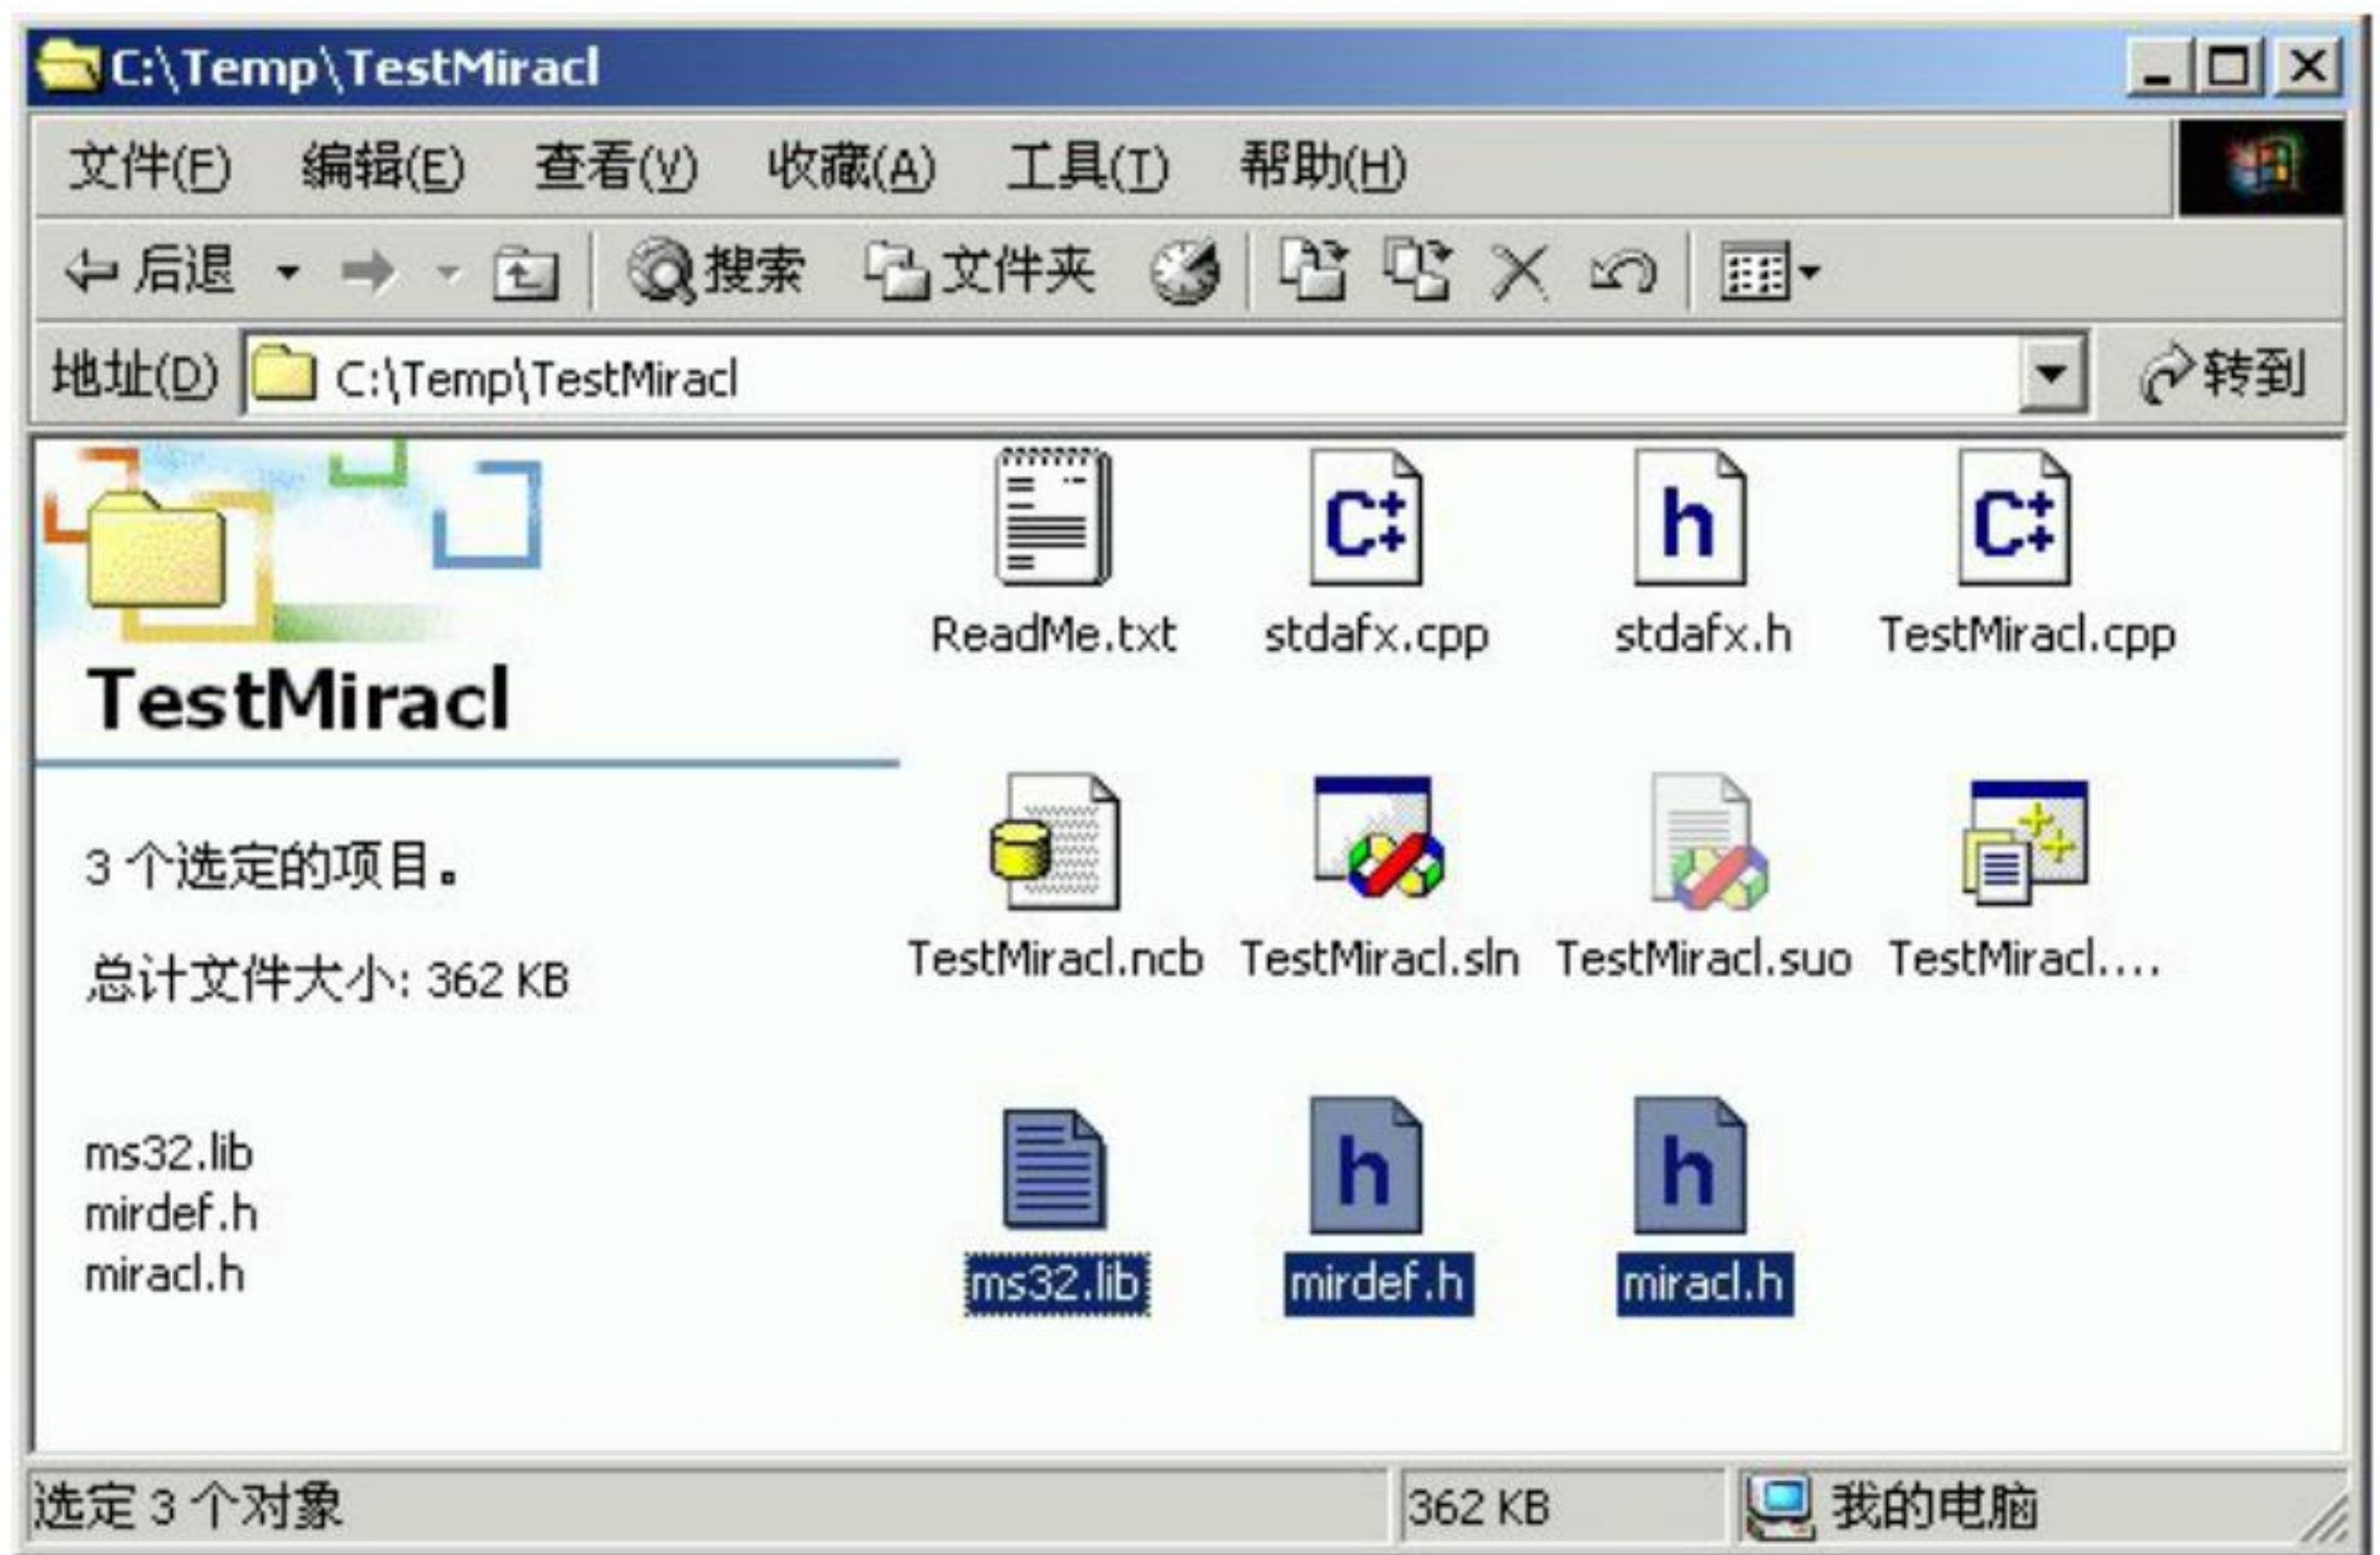 C:\Temp\TestMiracl
文件(F) 编辑(E) 查看(V) 收藏(A) 工具(T) 帮助(H)
后退 搜索 文件夹
地址(D) C:\Temp\TestMiracl 转到
ReadMe.txt stdafx.cpp stdafx.h TestMiracl.cpp
TestMiracl
3 个选定的项目。
总计文件大小: 362 KB
TestMiracl.ncb TestMiracl.sln TestMiracl.suo TestMiracl....
ms32.lib
mirdef.h
miracl.h
ms32.lib mirdef.h miracl.h
选定 3 个对象 362 KB 我的电脑